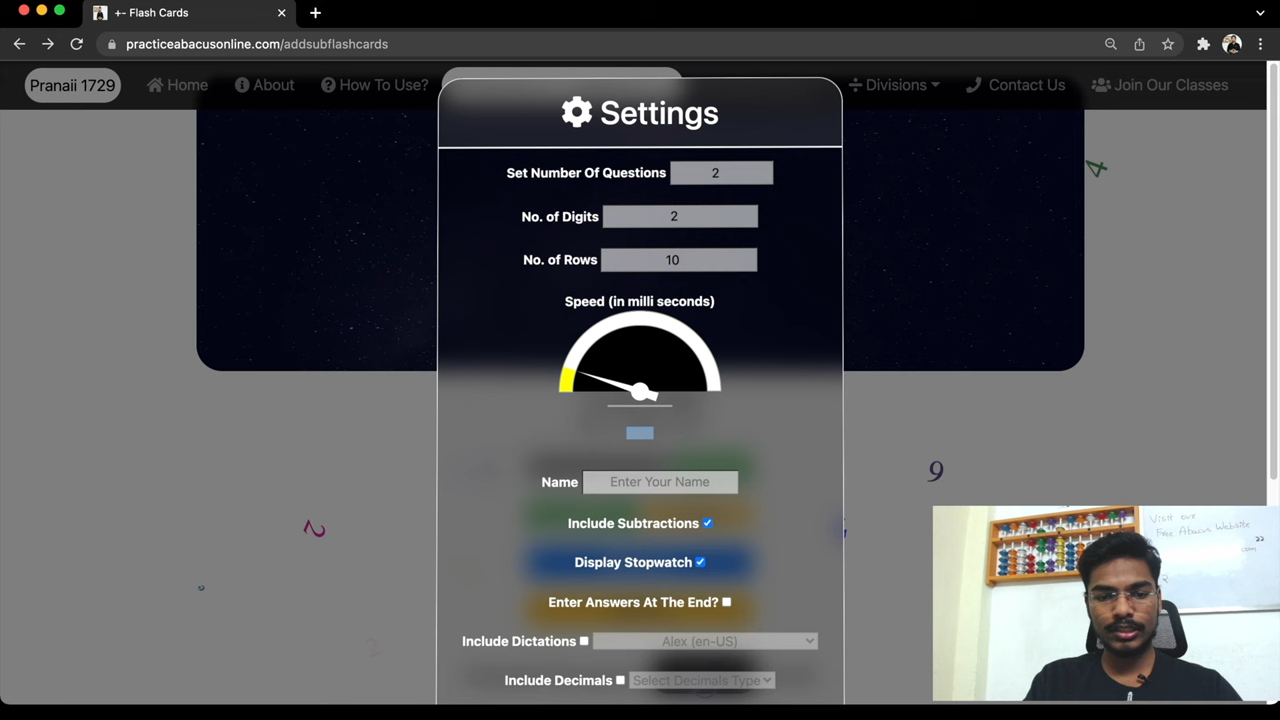 +- Flash Cards
practiceabacusonline.com/addsubflashcards
Pranaii 1729
Home
About
How To Use?
Divisions
Contact Us
Join Our Classes
Settings
Set Number Of Questions 2
No. of Digits 2
No. of Rows 10
Speed (in milli seconds)
Name Enter Your Name
Include Subtractions
Display Stopwatch
Enter Answers At The End?
Include Dictations Alex (en-US)
Include Decimals Select Decimals Type
4
9
2
Visit our
Free Abacus Website
com